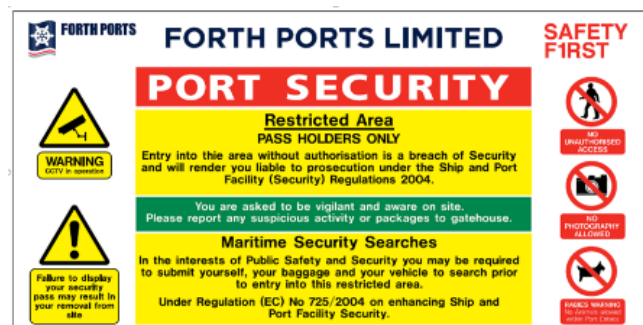 FORTH PORTS
FORTH PORTS LIMITED
SAFETY
F1RST
PORT SECURITY
Restricted Area
PASS HOLDERS ONLY
Entry into thie area without authorisation is a breach of Security
and will render you liable to prosecution under the Ship and Port
Facility (Security) Regulations 2004.
You are asked to be vigilant and aware on site.
Please report any suspicious activity or packages to gatehouse.
Maritime Security Searches
In the interests of Public Safety and Security you may be required
to submit yourself, your baggage and your vehicle to search prior
to entry into this restricted area.
Under Regulation (EC) No 725/2004 on enhancing Ship and
Port Facility Security.
WARNING
CCTV in operation
Failure to display
your security
pass may result in
your removal from
site
NO
UNAUTHORISED
ACCESS
NO
PHOTOGRAPHY
ALLOWED
RABIES WARNING
No Animals allowed
within Port Estate